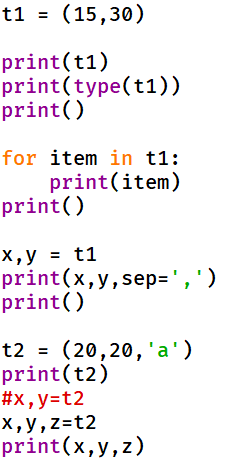 t1 = (15,30)

print(t1)
print(type(t1))
print()

for item in t1:
    print(item)
print()

x,y = t1
print(x,y,sep=',')
print()

t2 = (20,20,'a')
print(t2)
#x,y=t2
x,y,z=t2
print(x,y,z)